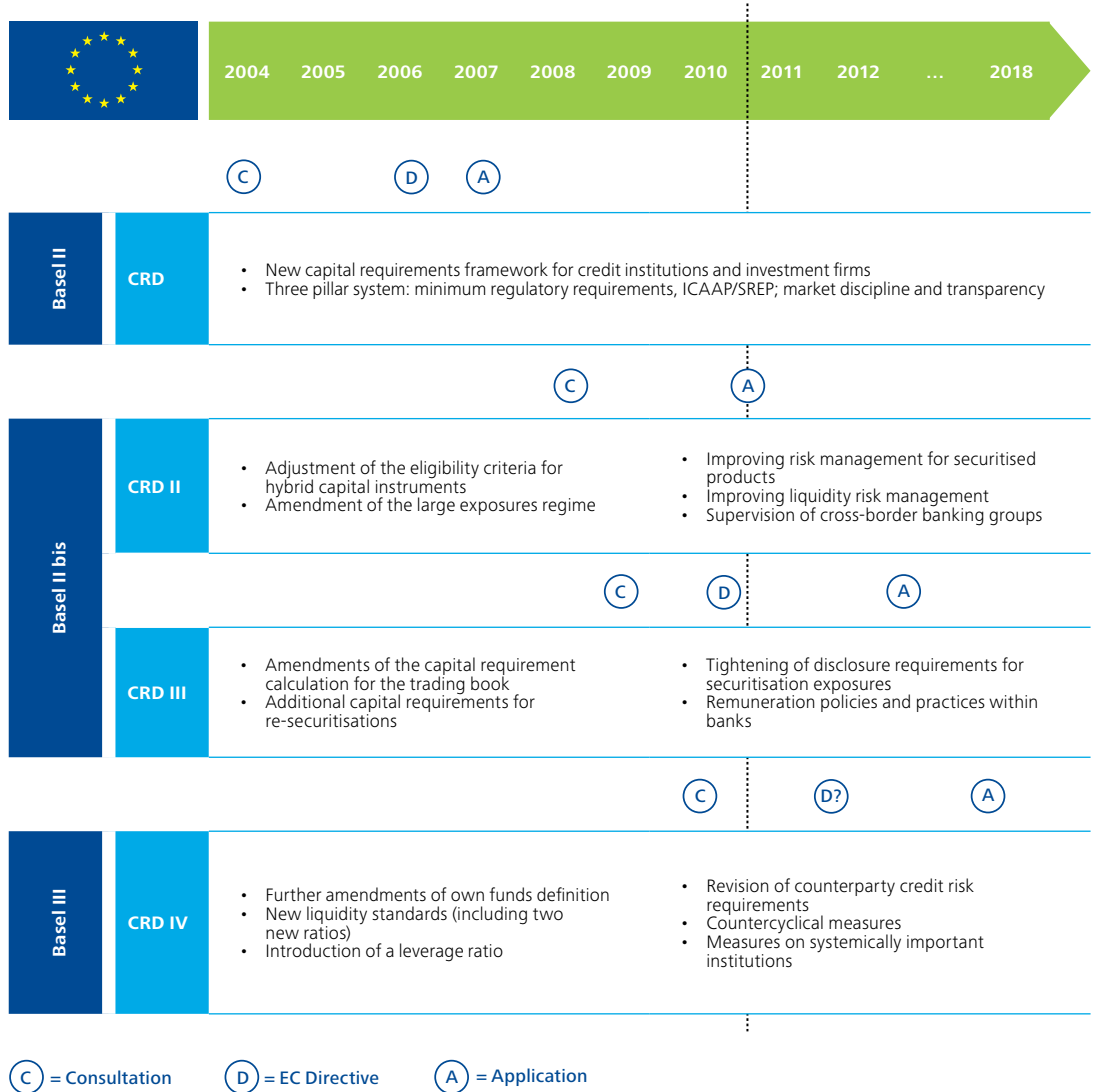 2004 2005 2006 2007 2008 2009 2010 2011 2012 ... 2018
C D A
Basel II
CRD
• New capital requirements framework for credit institutions and investment firms
• Three pillar system: minimum regulatory requirements, ICAAP/SREP; market discipline and transparency
C A
Basel II bis
CRD II
• Adjustment of the eligibility criteria for
hybrid capital instruments
• Amendment of the large exposures regime
• Improving risk management for securitised
products
• Improving liquidity risk management
• Supervision of cross-border banking groups
C D A
CRD III
• Amendments of the capital requirement
calculation for the trading book
• Additional capital requirements for
re-securitisations
• Tightening of disclosure requirements for
securitisation exposures
• Remuneration policies and practices within
banks
C D? A
Basel III
CRD IV
• Further amendments of own funds definition
• New liquidity standards (including two
new ratios)
• Introduction of a leverage ratio
• Revision of counterparty credit risk
requirements
• Countercyclical measures
• Measures on systemically important
institutions
C = Consultation D = EC Directive A = Application